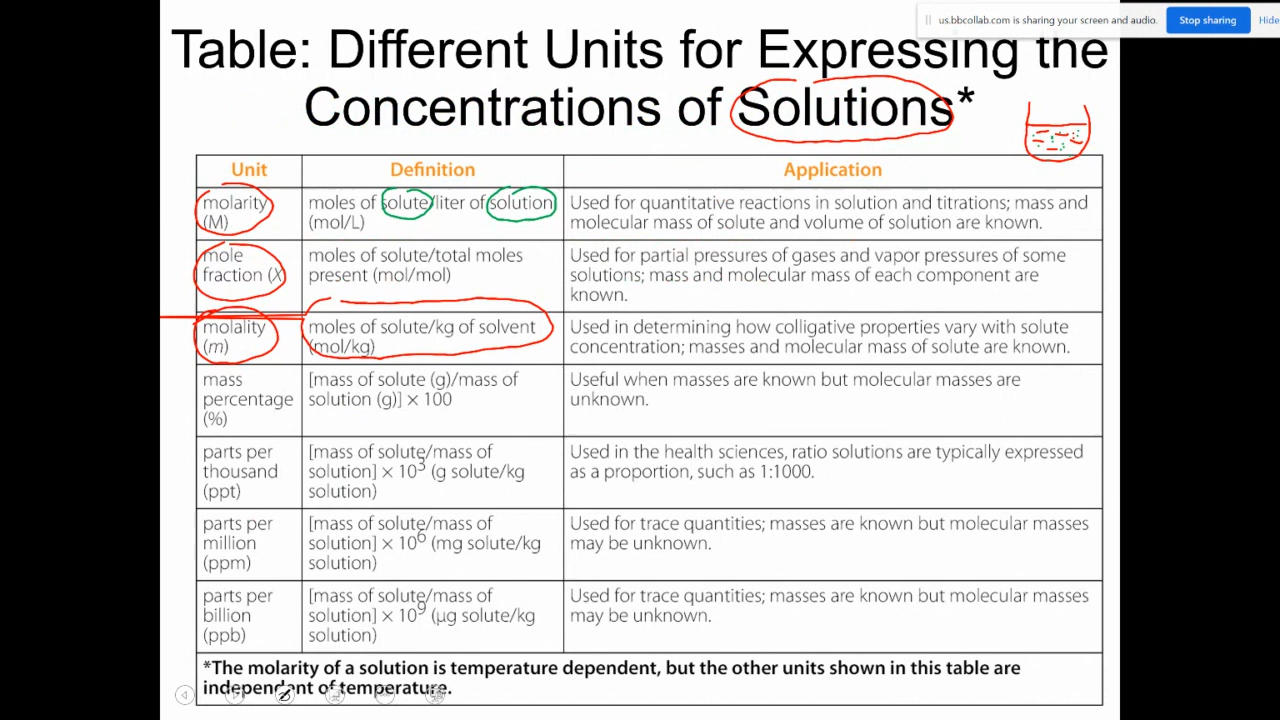 us.bbcollab.com is sharing your screen and audio.
Stop sharing
Hide
Table: Different Units for Expressing the
Concentrations of Solutions*
Unit
Definition
Application
molarity
(M)
moles of solute/liter of solution
(mol/L)
Used for quantitative reactions in solution and titrations; mass and
molecular mass of solute and volume of solution are known.
mole
fraction (X
moles of solute/total moles
present (mol/mol)
Used for partial pressures of gases and vapor pressures of some
solutions; mass and molecular mass of each component are
known.
molality
(m)
moles of solute/kg of solvent
(mol/kg)
Used in determining how colligative properties vary with solute
concentration; masses and molecular mass of solute are known.
mass
percentage
(%)
[mass of solute (g)/mass of
solution (g)] × 100
Useful when masses are known but molecular masses are
unknown.
parts per
thousand
(ppt)
[mass of solute/mass of
solution] × 10³ (g solute/kg
solution)
Used in the health sciences, ratio solutions are typically expressed
as a proportion, such as 1:1000.
parts per
million
(ppm)
[mass of solute/mass of
solution] × 10⁶ (mg solute/kg
solution)
Used for trace quantities; masses are known but molecular masses
may be unknown.
parts per
billion
(ppb)
[mass of solute/mass of
solution] × 10⁹ (µg solute/kg
solution)
Used for trace quantities; masses are known but molecular masses
may be unknown.
*The molarity of a solution is temperature dependent, but the other units shown in this table are
independent of temperature.